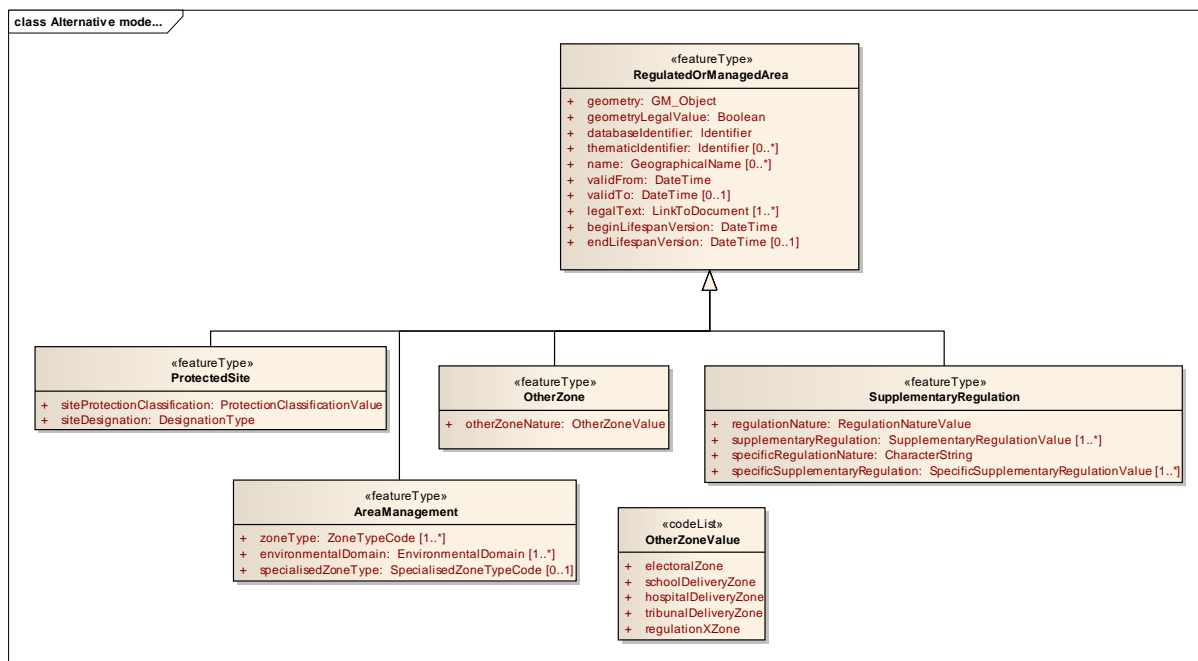 class Alternative mode...
«featureType»
RegulatedOrManagedArea
+ geometry: GM_Object
+ geometryLegalValue: Boolean
+ databaseIdentifier: Identifier
+ thematicIdentifier: Identifier [0..*]
+ name: GeographicalName [0..*]
+ validFrom: DateTime
+ validTo: DateTime [0..1]
+ legalText: LinkToDocument [1..*]
+ beginLifespanVersion: DateTime
+ endLifespanVersion: DateTime [0..1]
«featureType»
ProtectedSite
+ siteProtectionClassification: ProtectionClassificationValue
+ siteDesignation: DesignationType
«featureType»
OtherZone
+ otherZoneNature: OtherZoneValue
«featureType»
SupplementaryRegulation
+ regulationNature: RegulationNatureValue
+ supplementaryRegulation: SupplementaryRegulationValue [1..*]
+ specificRegulationNature: CharacterString
+ specificSupplementaryRegulation: SpecificSupplementaryRegulationValue [1..*]
«featureType»
AreaManagement
+ zoneType: ZoneTypeCode [1..*]
+ environmentalDomain: EnvironmentalDomain [1..*]
+ specialisedZoneType: SpecialisedZoneTypeCode [0..1]
«codeList»
OtherZoneValue
+ electoralZone
+ schoolDeliveryZone
+ hospitalDeliveryZone
+ tribunalDeliveryZone
+ regulationXZone